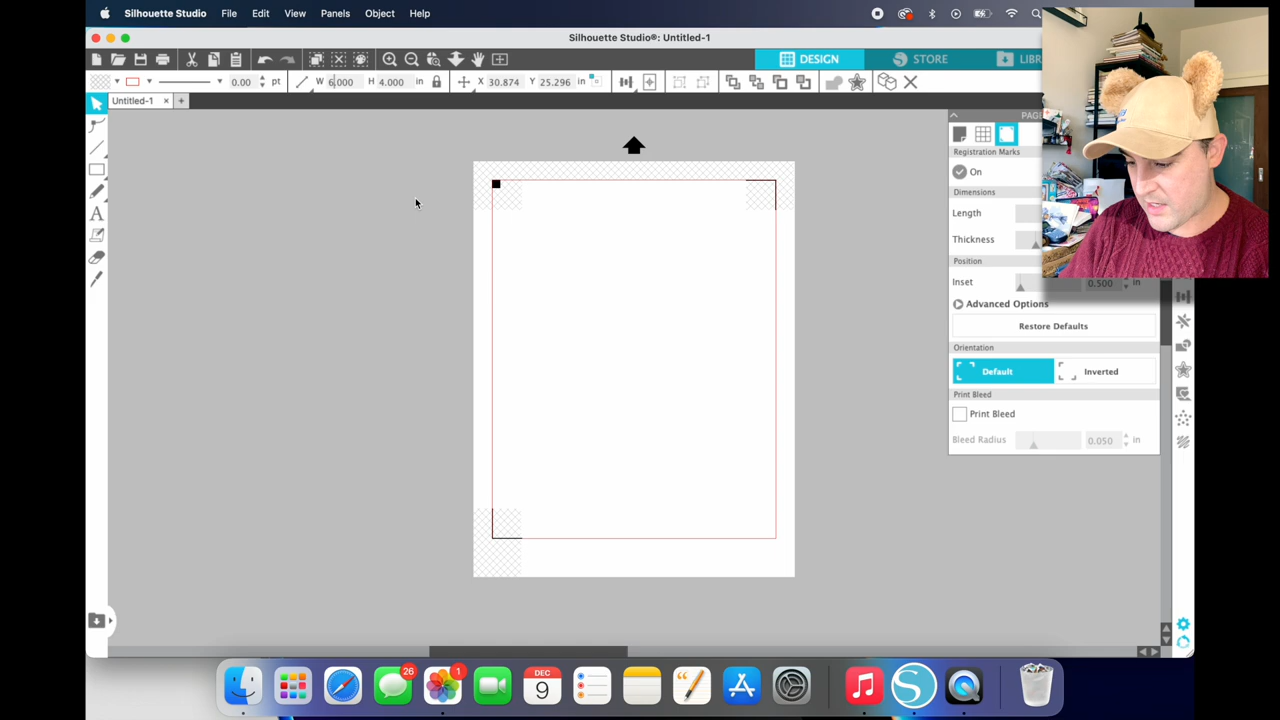 Silhouette Studio File Edit View Panels Object Help
Silhouette Studio®: Untitled-1
DESIGN STORE LIB
0.00 pt W 6.000 H 4.000 in X 30.874 Y 25.296 in
Untitled-1 × +
PAGE
Registration Marks
On
Dimensions
Length
Thickness
Position
Inset 0.500 in
Advanced Options
Restore Defaults
Orientation
Default Inverted
Print Bleed
Print Bleed
Bleed Radius 0.050 in
26 1 DEC
9